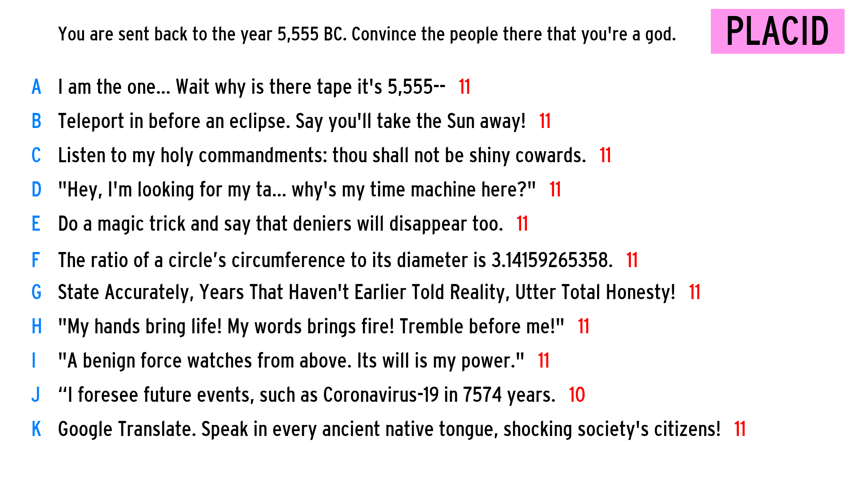 You are sent back to the year 5,555 BC. Convince the people there that you're a god.
PLACID
A I am the one... Wait why is there tape it's 5,555-- 11
B Teleport in before an eclipse. Say you'll take the Sun away! 11
C Listen to my holy commandments: thou shall not be shiny cowards. 11
D "Hey, I'm looking for my ta... why's my time machine here?" 11
E Do a magic trick and say that deniers will disappear too. 11
F The ratio of a circle’s circumference to its diameter is 3.14159265358. 11
G State Accurately, Years That Haven't Earlier Told Reality, Utter Total Honesty! 11
H "My hands bring life! My words brings fire! Tremble before me!" 11
I "A benign force watches from above. Its will is my power." 11
J “I foresee future events, such as Coronavirus-19 in 7574 years. 10
K Google Translate. Speak in every ancient native tongue, shocking society's citizens! 11